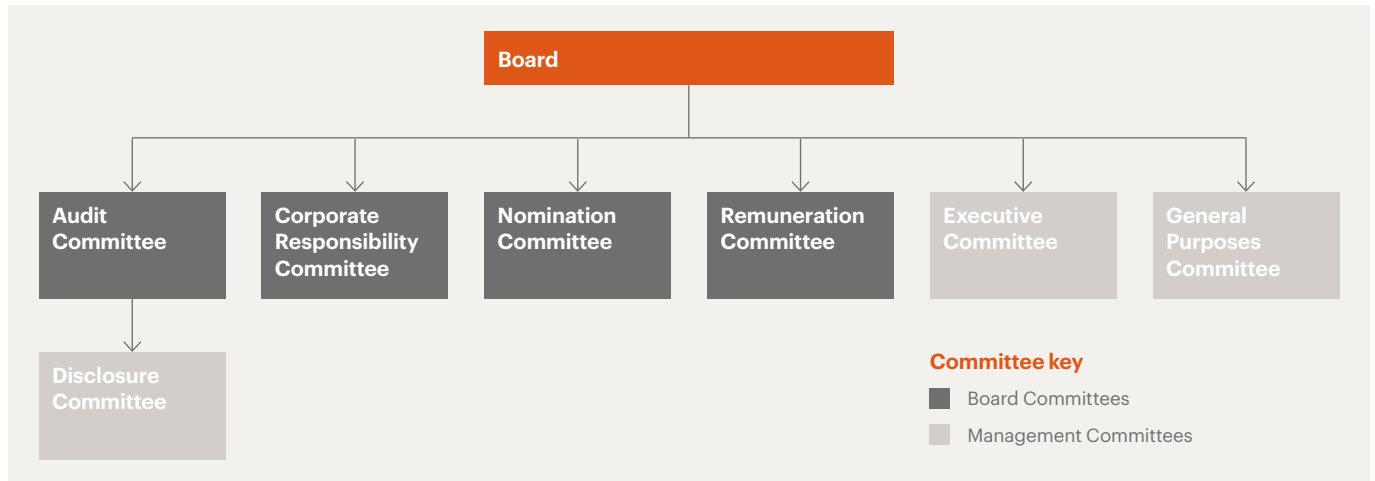 Board
Audit
Committee
Corporate
Responsibility
Committee
Nomination
Committee
Remuneration
Committee
Executive
Committee
General
Purposes
Committee
Disclosure
Committee
Committee key
Board Committees
Management Committees